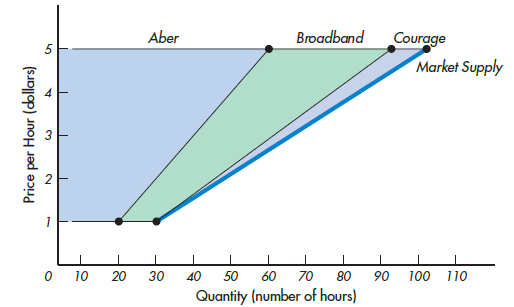 Aber Broadband Courage
Market Supply
Price per Hour (dollars)
5
4
3
2
1
0 10 20 30 40 50 60 70 80 90 100 110
Quantity (number of hours)